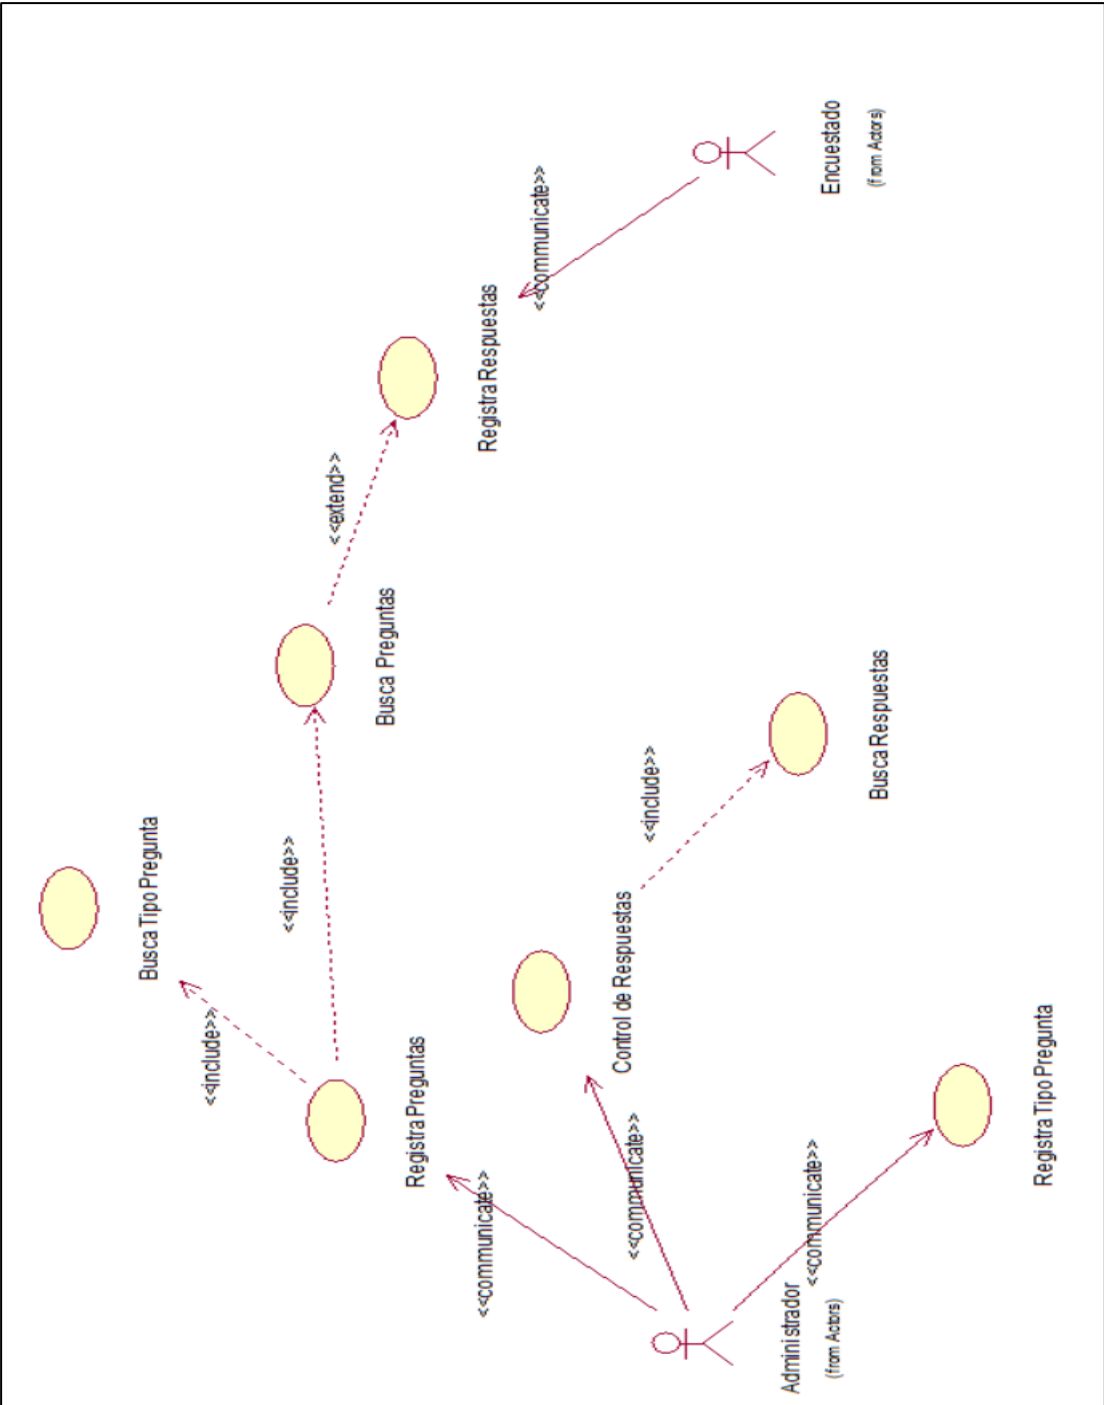 Busca Tipo Pregunta
<<include>>
<<include>>
Registra Preguntas
Busca Preguntas
<<extend>>
Registra Respuestas
<<communicate>>
<<communicate>>
Control de Respuestas
<<include>>
<<communicate>>
Encuestado
(from Actors)
Administrador
(from Actors)
<<communicate>>
Busca Respuestas
Registra Tipo Pregunta